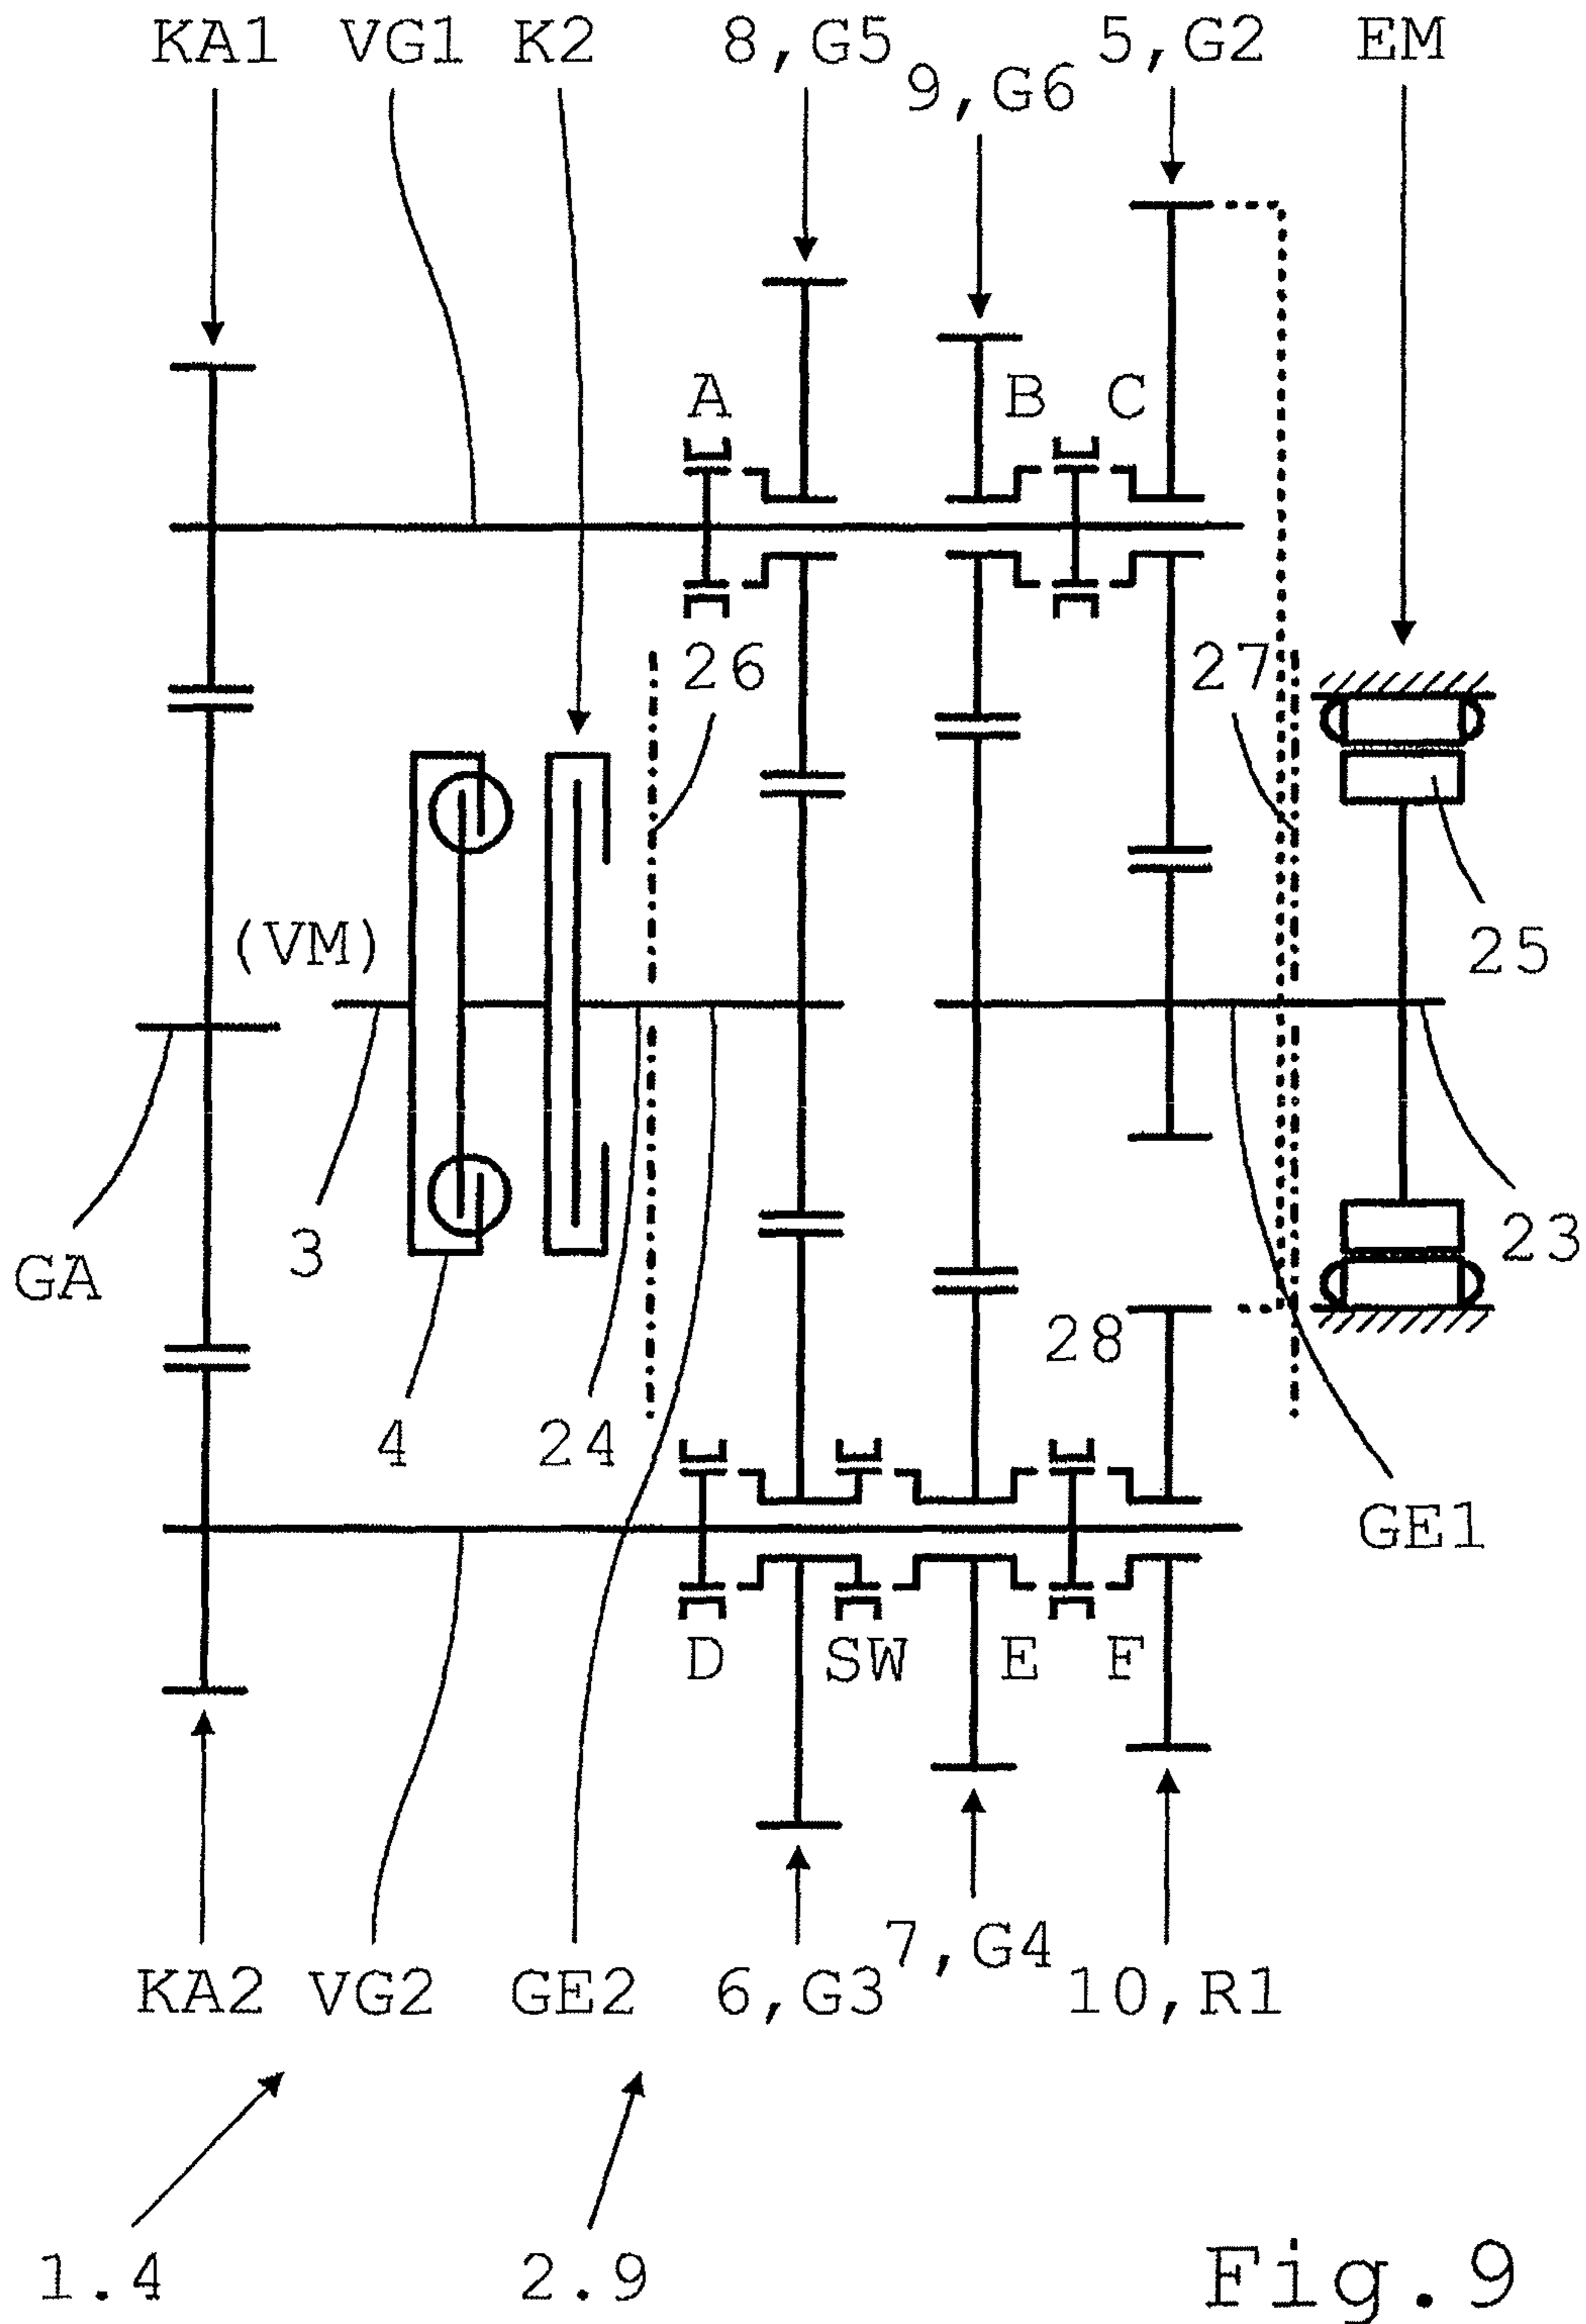 KA1 VG1 K2 8,G5 5,G2 EM
9,G6
A B C
26 27
(VM) 25
3 GA 23
28
4 24
GE1
D SW E F
7,G4
KA2 VG2 GE2 6,G3 10,R1
1.4 2.9 Fig.9